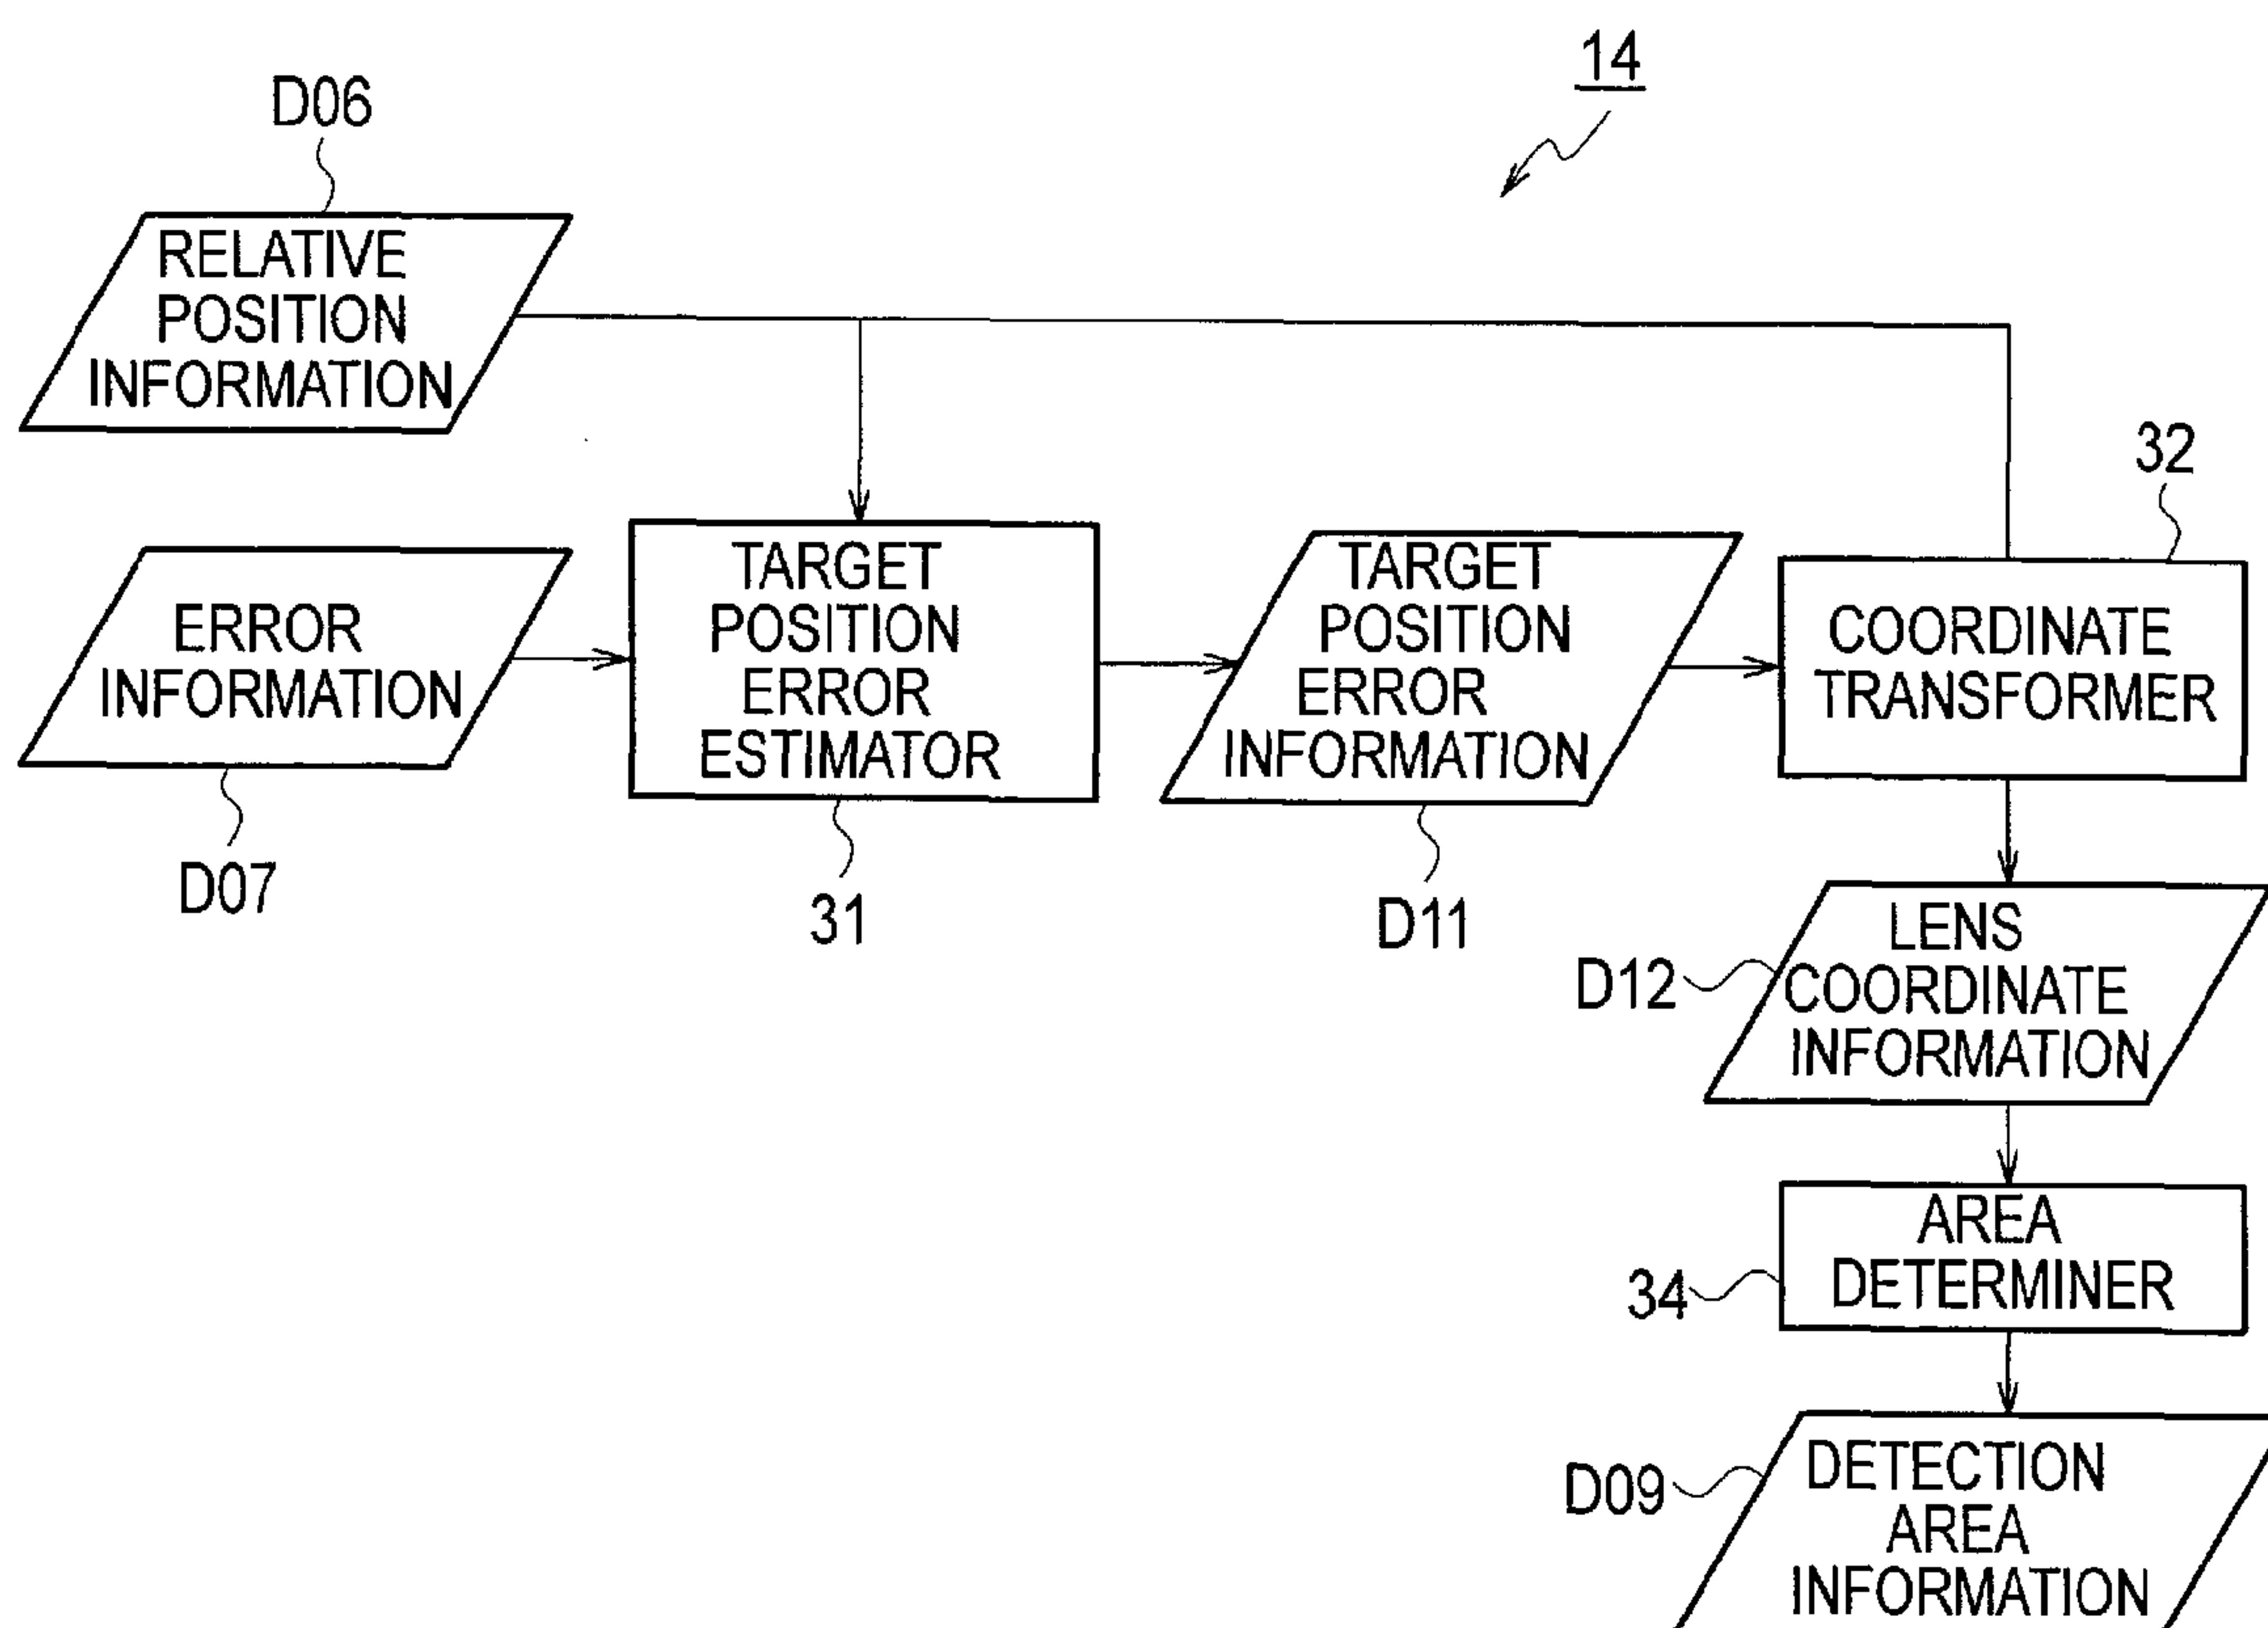 14
D06
RELATIVE
POSITION
INFORMATION
32
ERROR
INFORMATION
D07
TARGET
POSITION
ERROR
ESTIMATOR
31
TARGET
POSITION
ERROR
INFORMATION
D11
COORDINATE
TRANSFORMER
D12
LENS
COORDINATE
INFORMATION
34
AREA
DETERMINER
D09
DETECTION
AREA
INFORMATION